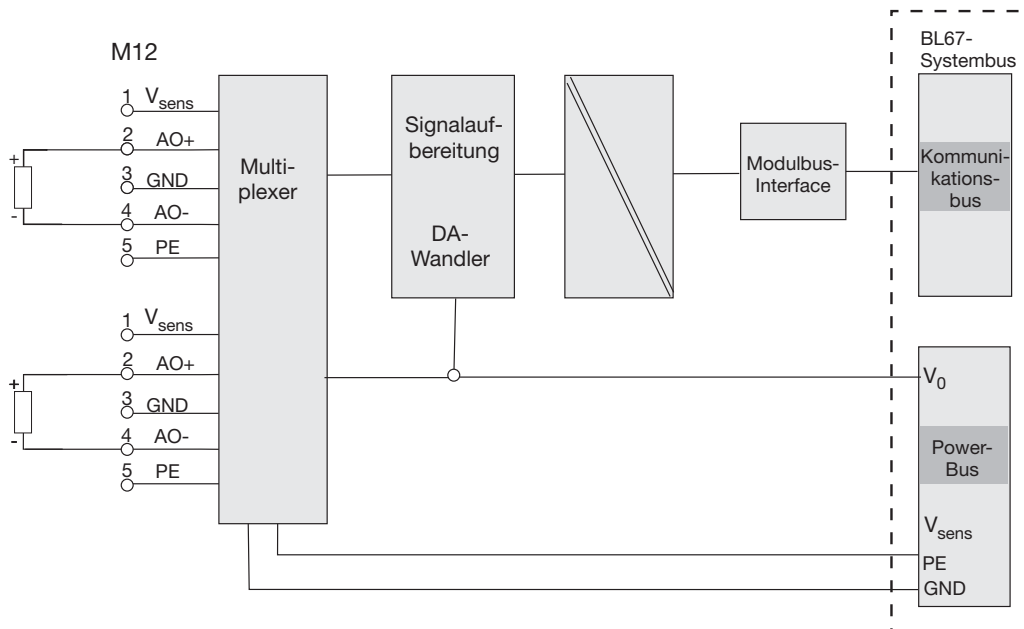 M12
BL67-
Systembus
1 Vsens
2 AO+
3 GND
4 AO-
5 PE
+
-
Multi-
plexer
Signalauf-
bereitung
DA-
Wandler
Modulbus-
Interface
Kommuni-
kations-
bus
1 Vsens
2 AO+
3 GND
4 AO-
5 PE
+
-
V0
Power-
Bus
Vsens
PE
GND